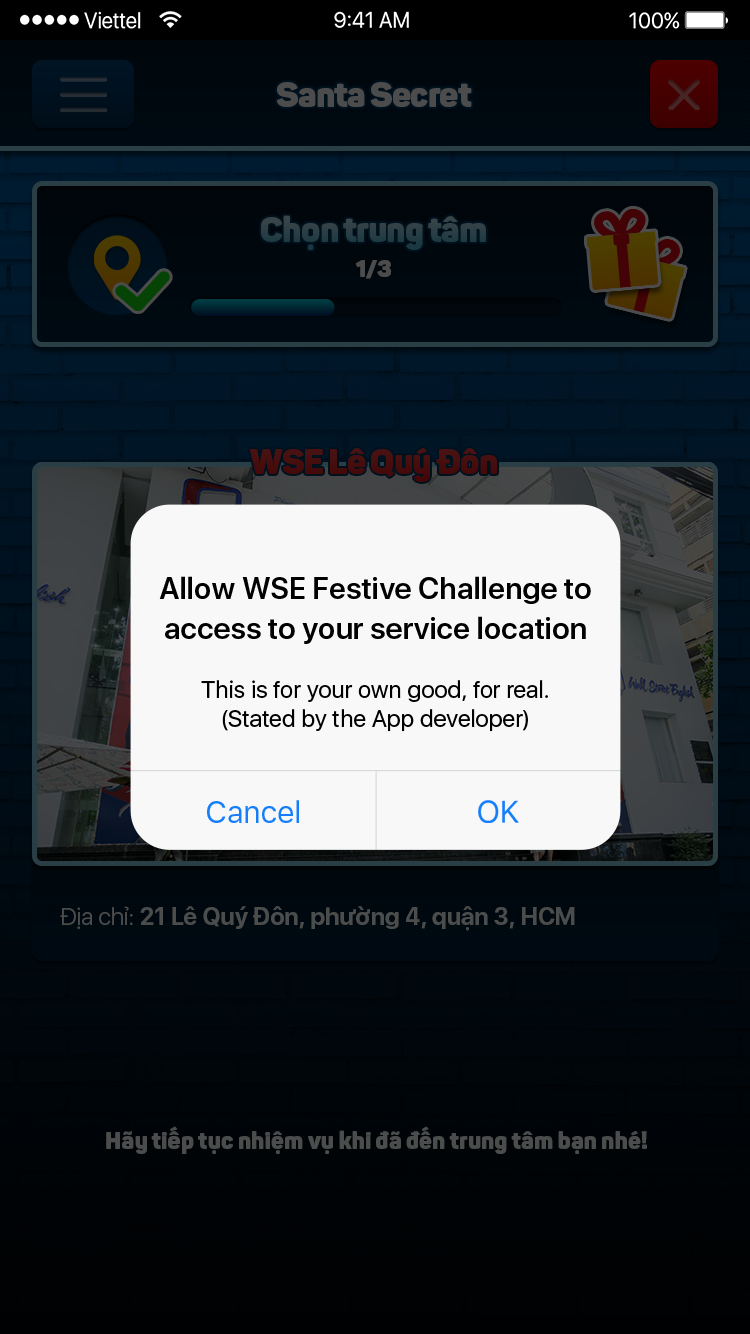 Viettel 9:41 AM 100%
Santa Secret
Chọn trung tâm
1/3
WSE Lê Quý Đôn
Allow WSE Festive Challenge to
access to your service location
This is for your own good, for real.
(Stated by the App developer)
Wall Street English
Cancel OK
Địa chỉ: 21 Lê Quý Đôn, phường 4, quận 3, HCM
Hãy tiếp tục nhiệm vụ khi đã đến trung tâm bạn nhé!